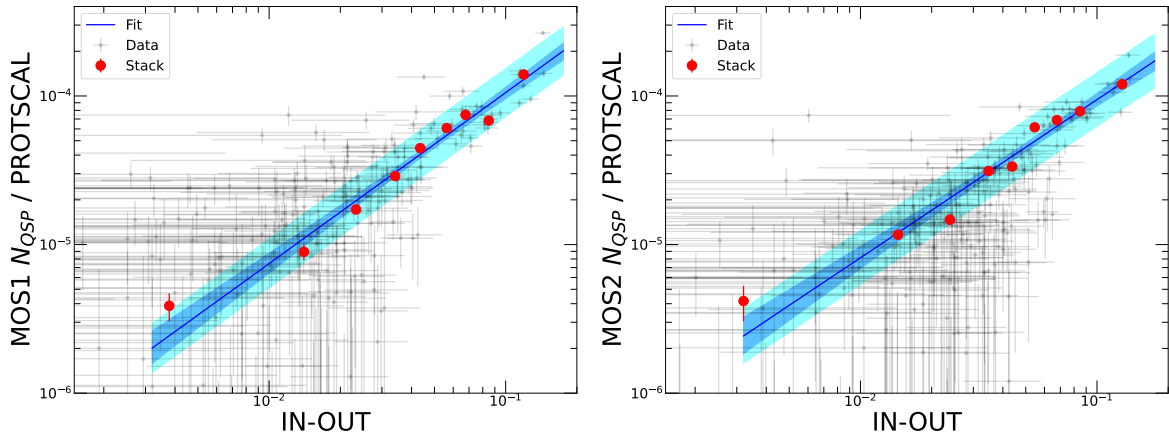 MOS1 N_QSP / PROTSCAL
Fit
Data
Stack
10^-4
10^-5
10^-6
10^-2
10^-1
IN-OUT
MOS2 N_QSP / PROTSCAL
Fit
Data
Stack
10^-4
10^-5
10^-6
10^-2
10^-1
IN-OUT